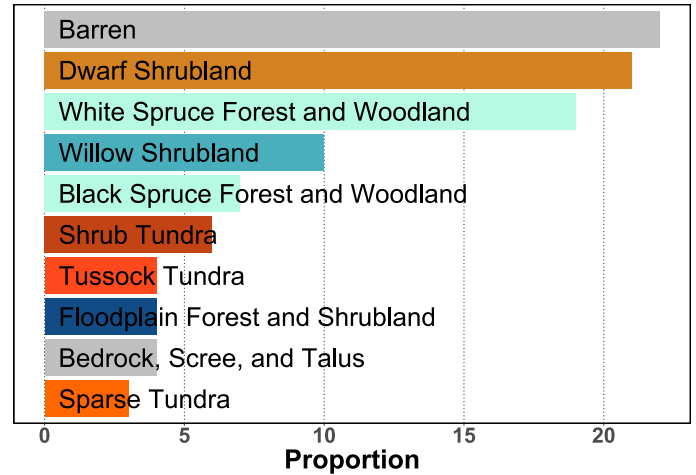 Barren
Dwarf Shrubland
White Spruce Forest and Woodland
Willow Shrubland
Black Spruce Forest and Woodland
Shrub Tundra
Tussock Tundra
Floodplain Forest and Shrubland
Bedrock, Scree, and Talus
Sparse Tundra
0 5 10 15 20
Proportion